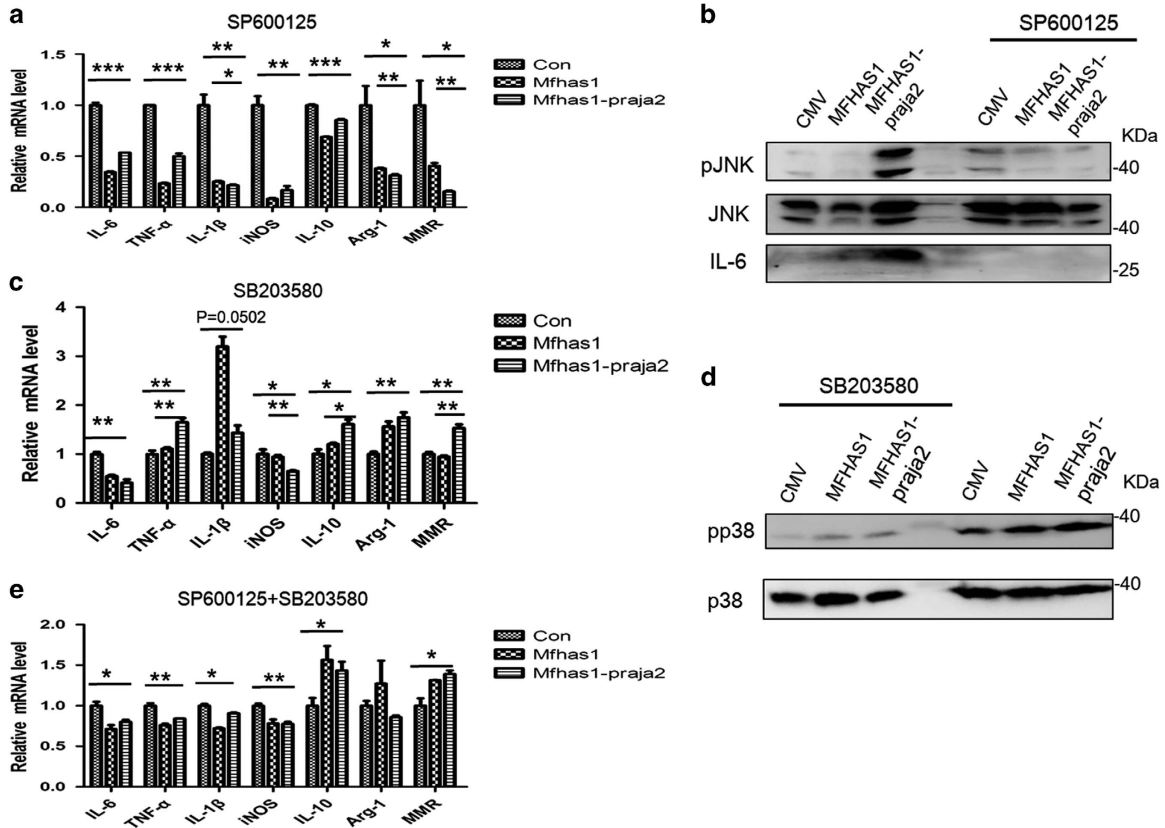 a
SP600125
Relative mRNA level
1.5
1.0
0.5
0.0
*** *** ** * ** *** * ** * **
IL-6 TNF-α IL-1β iNOS IL-10 Arg-1 MMR
Con
Mfhas1
Mfhas1-praja2
b
SP600125
CMV
MFHAS1
MFHAS1-
praja2
CMV
MFHAS1
MFHAS1-
praja2
KDa
pJNK
-40
JNK
-40
IL-6
-25
c
SB203580
Relative mRNA level
4
3
2
1
0
P=0.0502
** ** ** * ** * * ** ** **
IL-6 TNF-α IL-1β iNOS IL-10 Arg-1 MMR
Con
Mfhas1
Mfhas1-praja2
d
SB203580
CMV
MFHAS1
MFHAS1-
praja2
CMV
MFHAS1
MFHAS1-
praja2
KDa
pp38
-40
p38
-40
e
SP600125+SB203580
Relative mRNA level
2.0
1.5
1.0
0.5
0.0
* ** * ** * *
IL-6 TNF-α IL-1β iNOS IL-10 Arg-1 MMR
Con
Mfhas1
Mfhas1-praja2